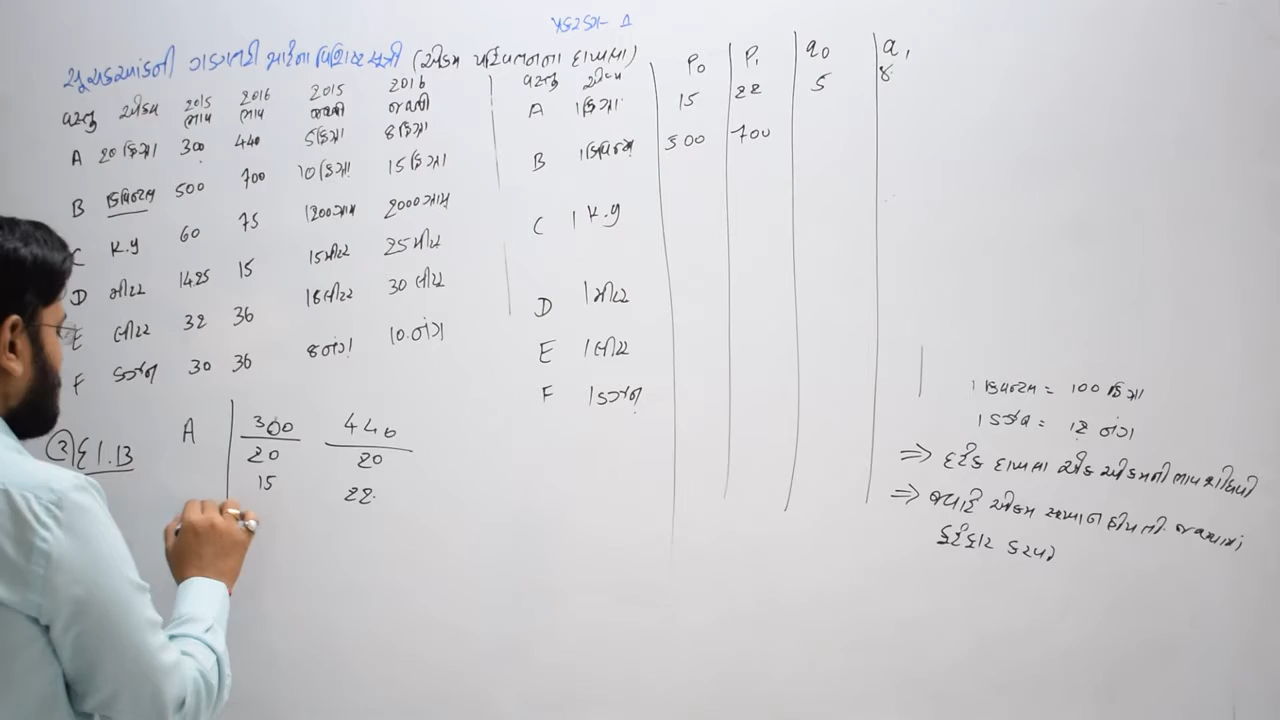 પ્રકરણ - 1
સૂચકઆંકની ગણતરી માટેના વિશિષ્ટ સૂત્રો (એકમ પરિવર્તનના દાખલા)
વસ્તુ એકમ 2015 ભાવ 2016 ભાવ 2015 જથ્થો 2016 જથ્થો
A 20 કિગ્રા 300 440 5 કિગ્રા 8 કિગ્રા
B ક્વિન્ટલ 500 700 10 કિગ્રા 15 કિગ્રા
C K.g 60 75 1200 ગ્રામ 2000 ગ્રામ
D મીટર 14.25 15 15 મીટર 25 મીટર
E લીટર 32 36 18 લીટર 30 લીટર
F ડઝન 30 36 8 નંગ 10 નંગ
વસ્તુ એકમ P0 P1 q0 q1
A 1 કિગ્રા 15 22 5 8
B 1 ક્વિન્ટલ 500 700
C 1 K.g
D 1 મીટર
E 1 લીટર
F 1 ડઝન
A 300 440
20 20
15 22
1 ક્વિન્ટલ = 100 કિગ્રા
1 ડઝન = 12 નંગ
⇒ દરેક દાખલામાં એક એકમનો ભાવ શોધવો
⇒ જ્યારે એકમ સમાન ન હોય તો જથ્થામાં
ફેરફાર કરવો